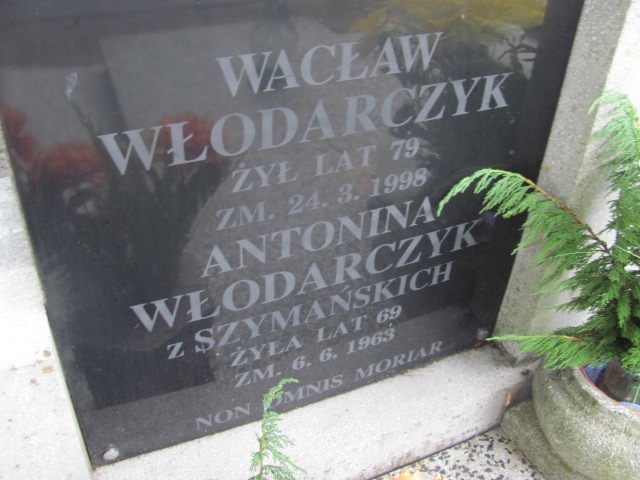 WACŁAW
WŁODARCZYK
ŻYŁ LAT 79
ZM. 24. 3. 1998
ANTONINA
WŁODARCZYK
Z SZYMAŃSKICH
ŻYŁA LAT 69
ZM. 6. 6. 1963
NON OMNIS MORIAR